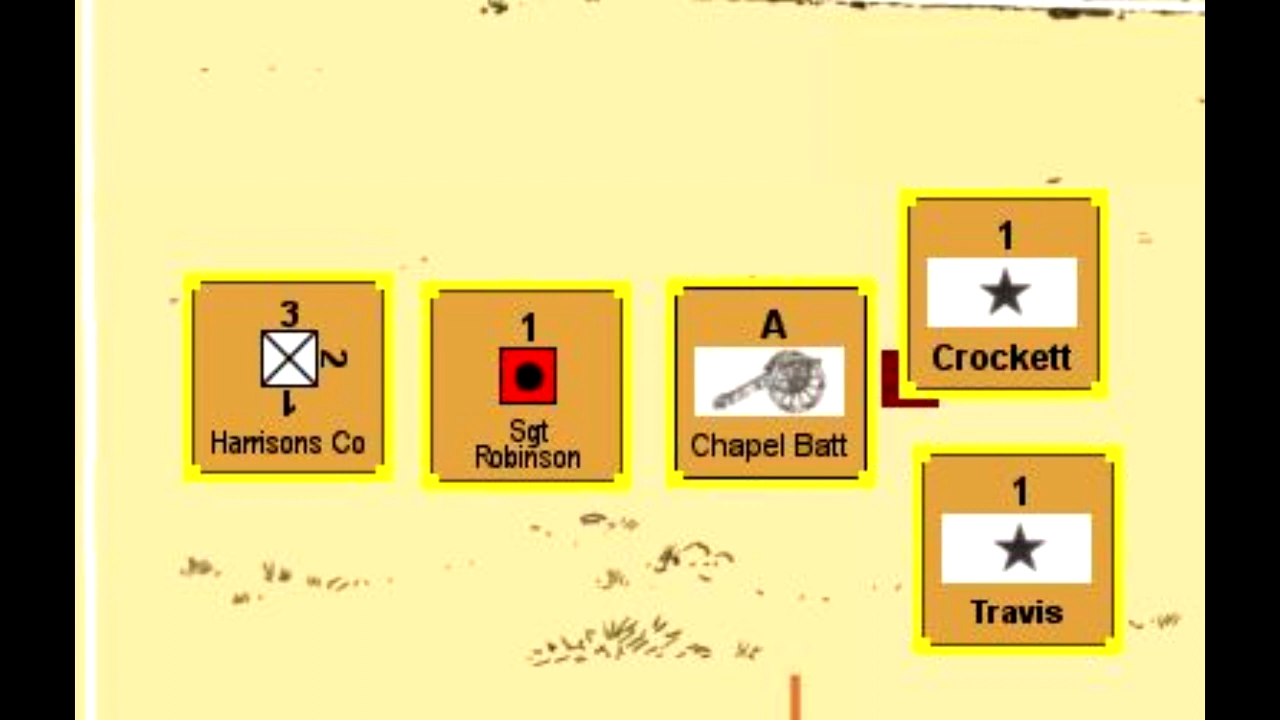 3
2
1
Harrisons Co
1
Sgt
Robinson
A
Chapel Batt
1
Crockett
1
Travis